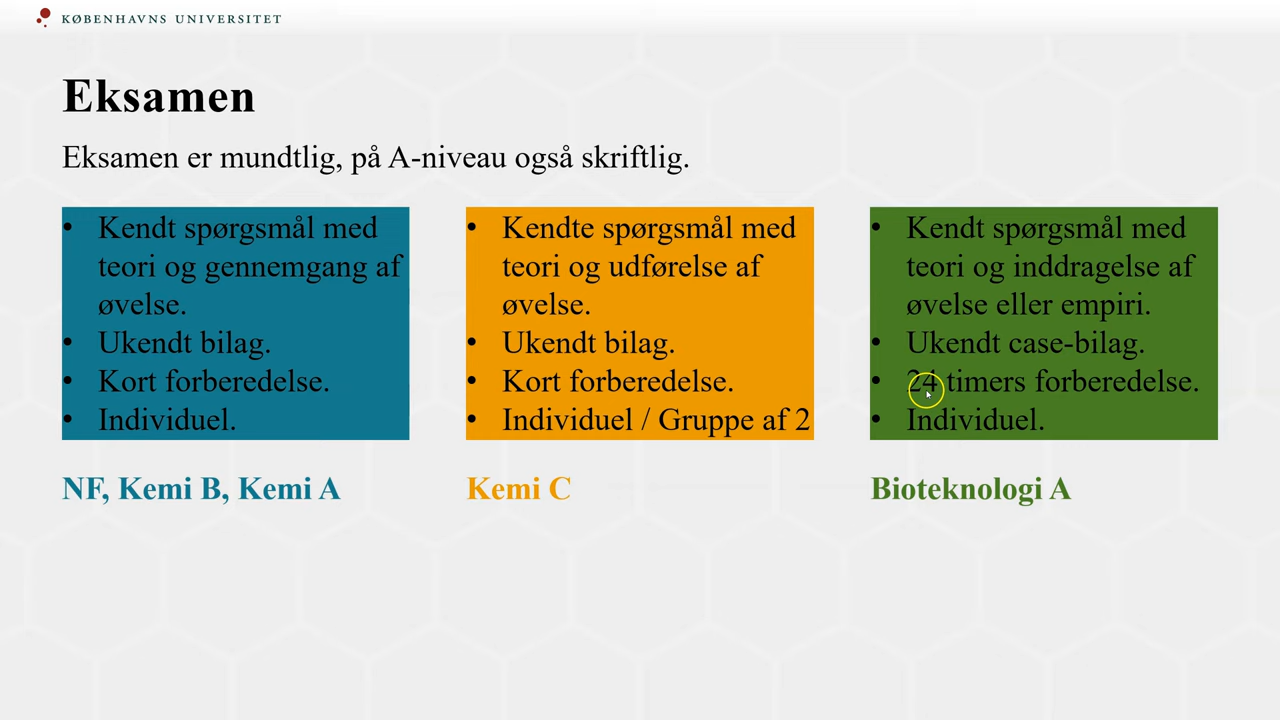 KØBENHAVNS UNIVERSITET
Eksamen
Eksamen er mundtlig, på A-niveau også skriftlig.
• Kendt spørgsmål med
teori og gennemgang af
øvelse.
• Ukendt bilag.
• Kort forberedelse.
• Individuel.
NF, Kemi B, Kemi A
• Kendte spørgsmål med
teori og udførelse af
øvelse.
• Ukendt bilag.
• Kort forberedelse.
• Individuel / Gruppe af 2
Kemi C
• Kendt spørgsmål med
teori og inddragelse af
øvelse eller empiri.
• Ukendt case-bilag.
• 24 timers forberedelse.
• Individuel.
Bioteknologi A